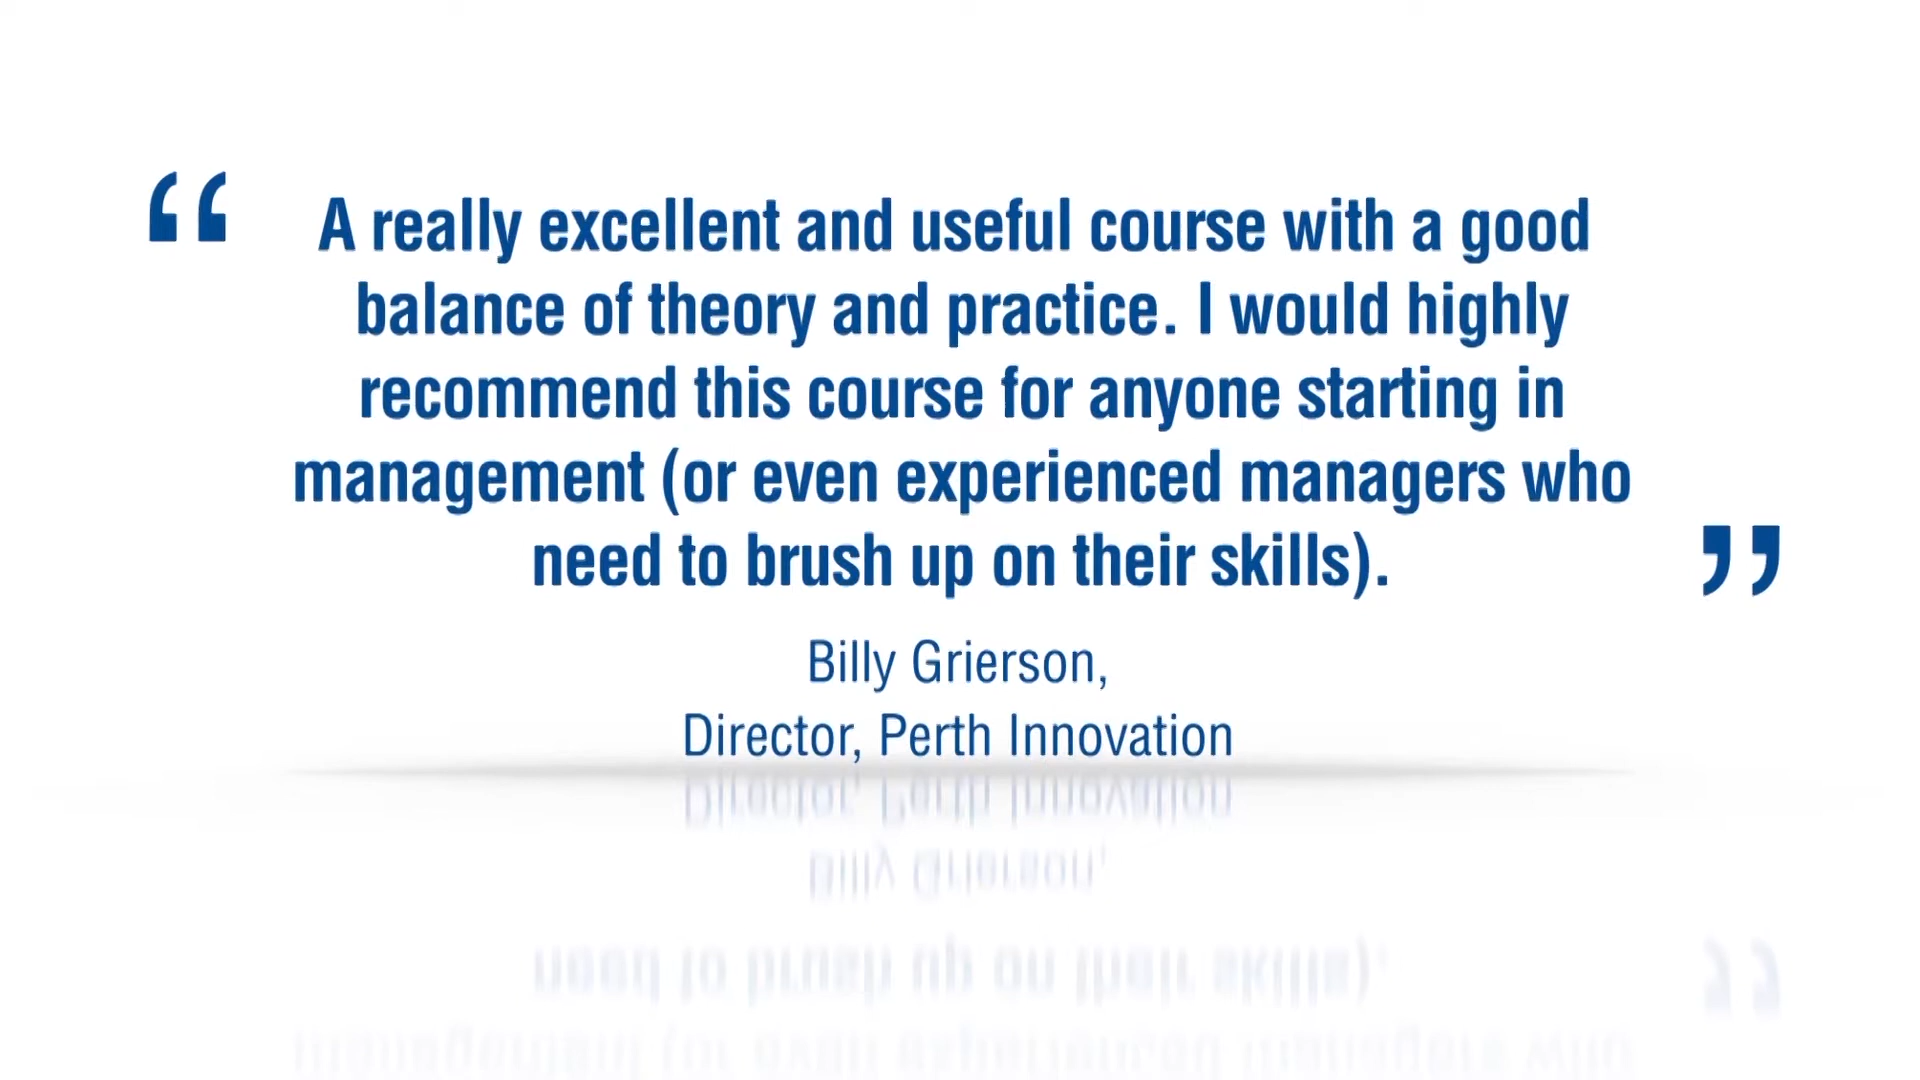 “ A really excellent and useful course with a good
balance of theory and practice. I would highly
recommend this course for anyone starting in
management (or even experienced managers who
need to brush up on their skills). ”
Billy Grierson,
Director, Perth Innovation